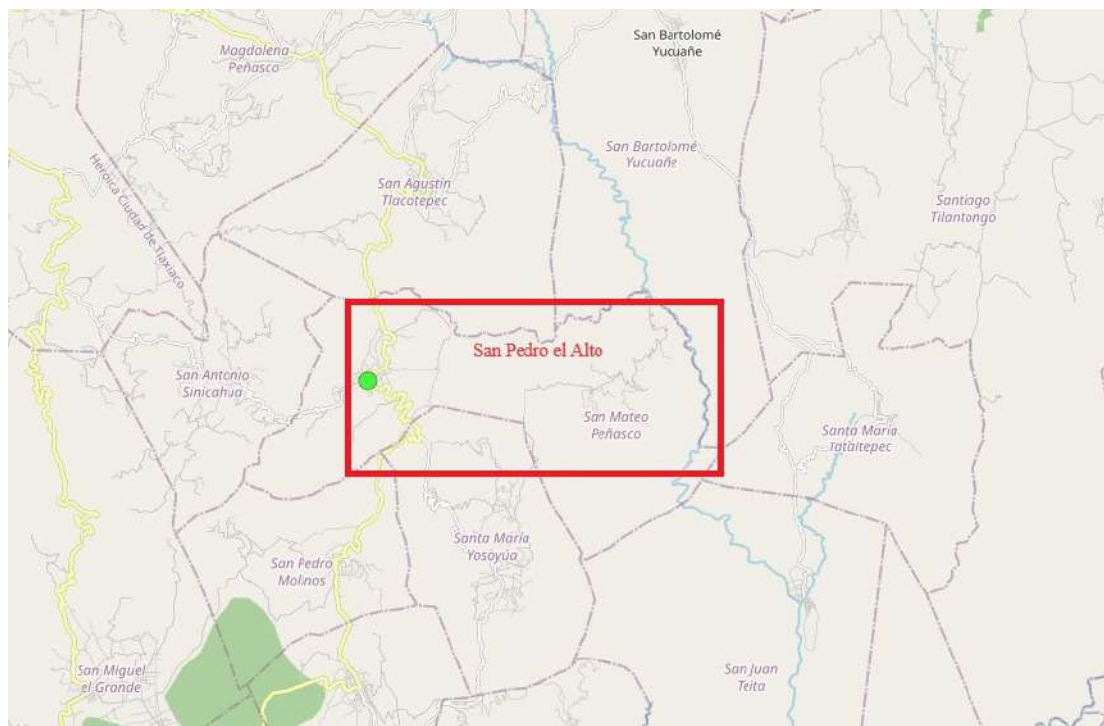 San Bartolomé
Yucuañe
Magdalena
Peñasco
San Bartolomé
Yucuañe
Heroica Ciudad de Tlaxiaco
San Agustín
Tlacotepec
Santiago
Tilantongo
San Pedro el Alto
San Antonio
Sinicahua
San Mateo
Peñasco
Santa María
Tataltepec
Santa María
Yosoyúa
San Pedro
Molinos
San Miguel
el Grande
San Juan
Teita